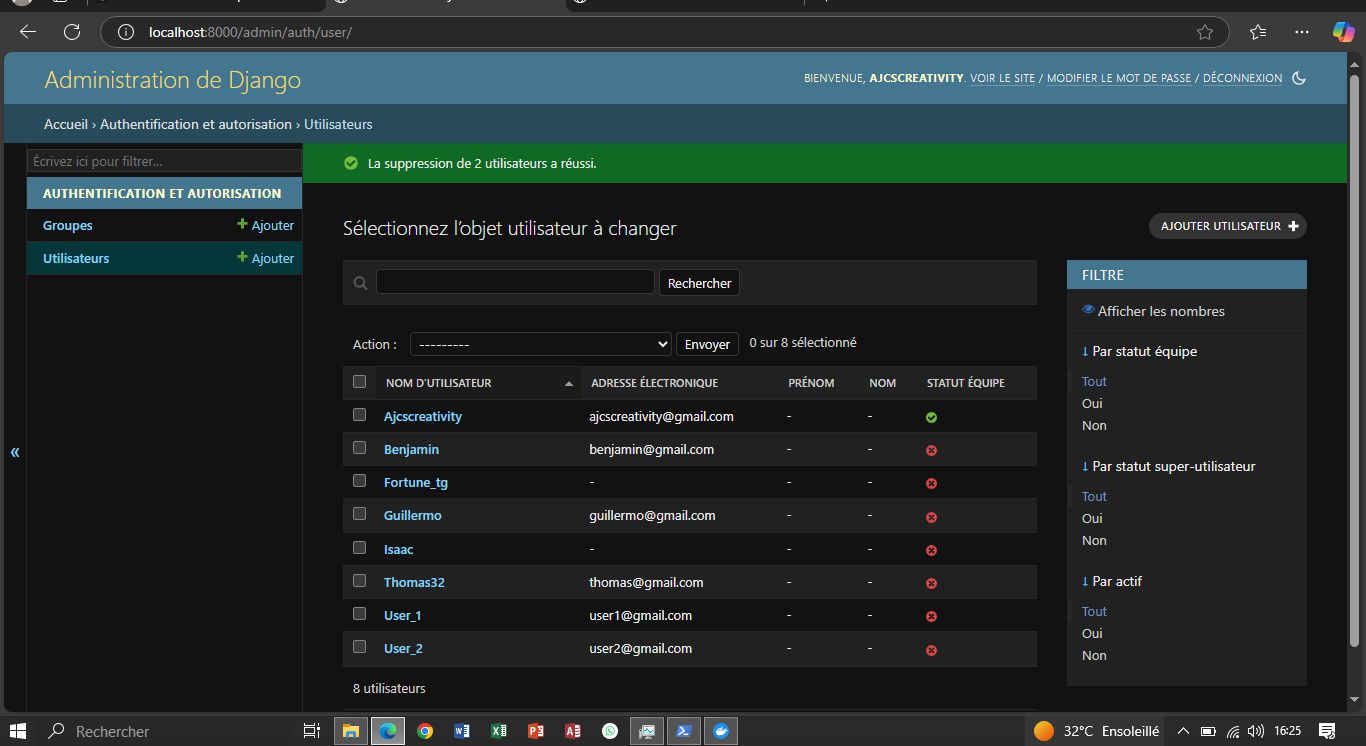 localhost:8000/admin/auth/user/
Administration de Django
BIENVENUE, AJCSCREATIVITY. VOIR LE SITE / MODIFIER LE MOT DE PASSE / DÉCONNEXION
Accueil › Authentification et autorisation › Utilisateurs
Écrivez ici pour filtrer...
AUTHENTIFICATION ET AUTORISATION
Groupes + Ajouter
Utilisateurs + Ajouter
«
La suppression de 2 utilisateurs a réussi.
Sélectionnez l'objet utilisateur à changer
AJOUTER UTILISATEUR +
Rechercher
Action : --------- Envoyer 0 sur 8 sélectionné
NOM D'UTILISATEUR ADRESSE ÉLECTRONIQUE PRÉNOM NOM STATUT ÉQUIPE
Ajcscreativity ajcscreativity@gmail.com - -
Benjamin benjamin@gmail.com - -
Fortune_tg - - -
Guillermo guillermo@gmail.com - -
Isaac - - -
Thomas32 thomas@gmail.com - -
User_1 user1@gmail.com - -
User_2 user2@gmail.com - -
8 utilisateurs
FILTRE
Afficher les nombres
↓ Par statut équipe
Tout
Oui
Non
↓ Par statut super-utilisateur
Tout
Oui
Non
↓ Par actif
Tout
Oui
Non
Rechercher
32°C Ensoleillé
16:25